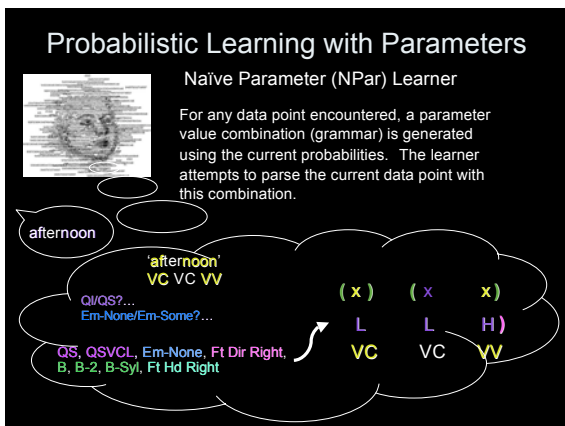 Probabilistic Learning with Parameters
Naïve Parameter (NPar) Learner
For any data point encountered, a parameter
value combination (grammar) is generated
using the current probabilities. The learner
attempts to parse the current data point with
this combination.
afternoon
‘afternoon’
VC VC VV
QI/QS?...
Em-None/Em-Some?...
QS, QSVCL, Em-None, Ft Dir Right,
B, B-2, B-Syl, Ft Hd Right
( x ) ( x x)
L L H )
VC VC VV